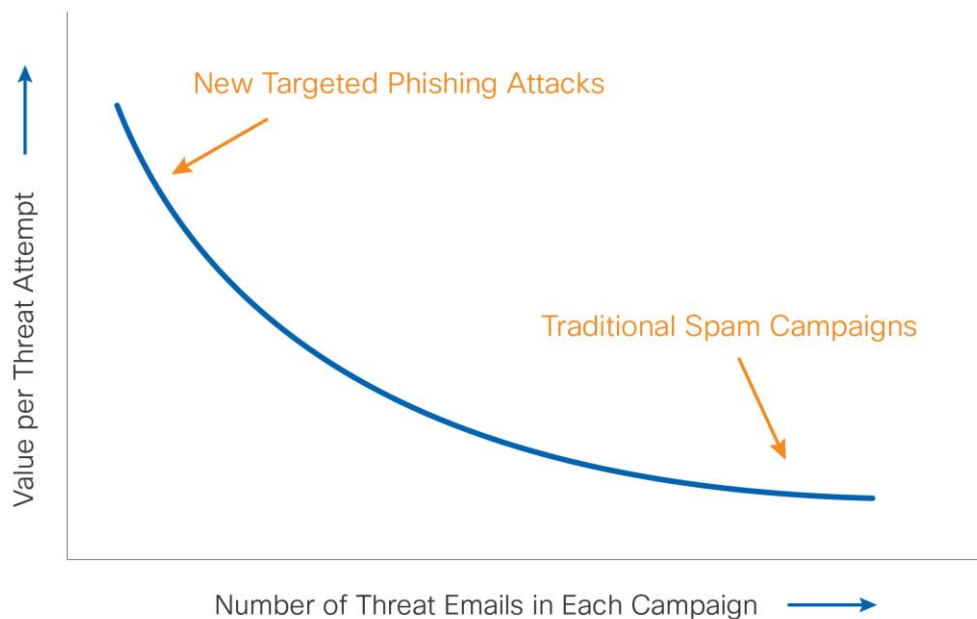 New Targeted Phishing Attacks
Value per Threat Attempt
Traditional Spam Campaigns
Number of Threat Emails in Each Campaign